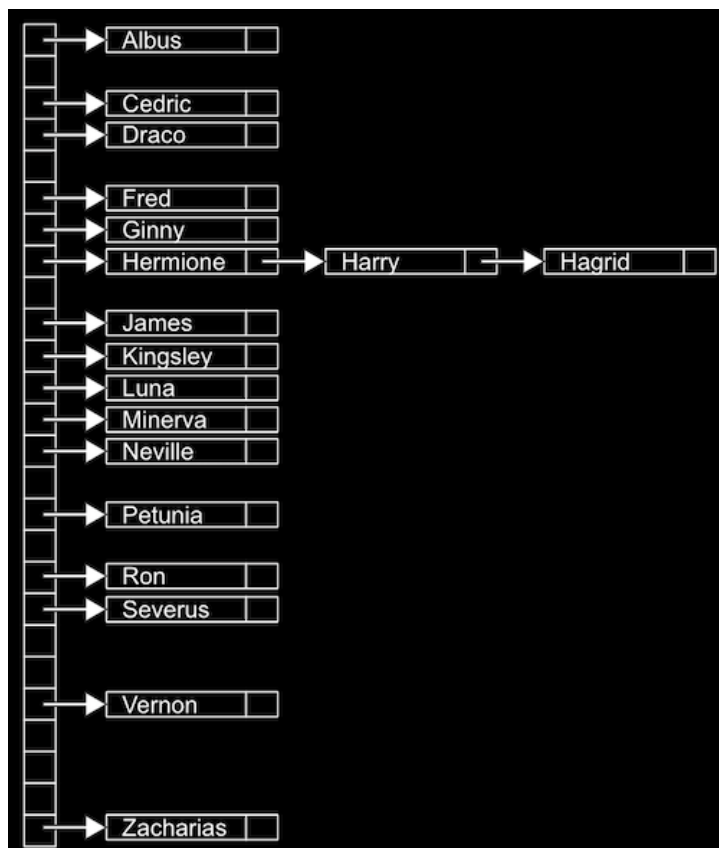 Albus
Cedric
Draco
Fred
Ginny
Hermione Harry Hagrid
James
Kingsley
Luna
Minerva
Neville
Petunia
Ron
Severus
Vernon
Zacharias